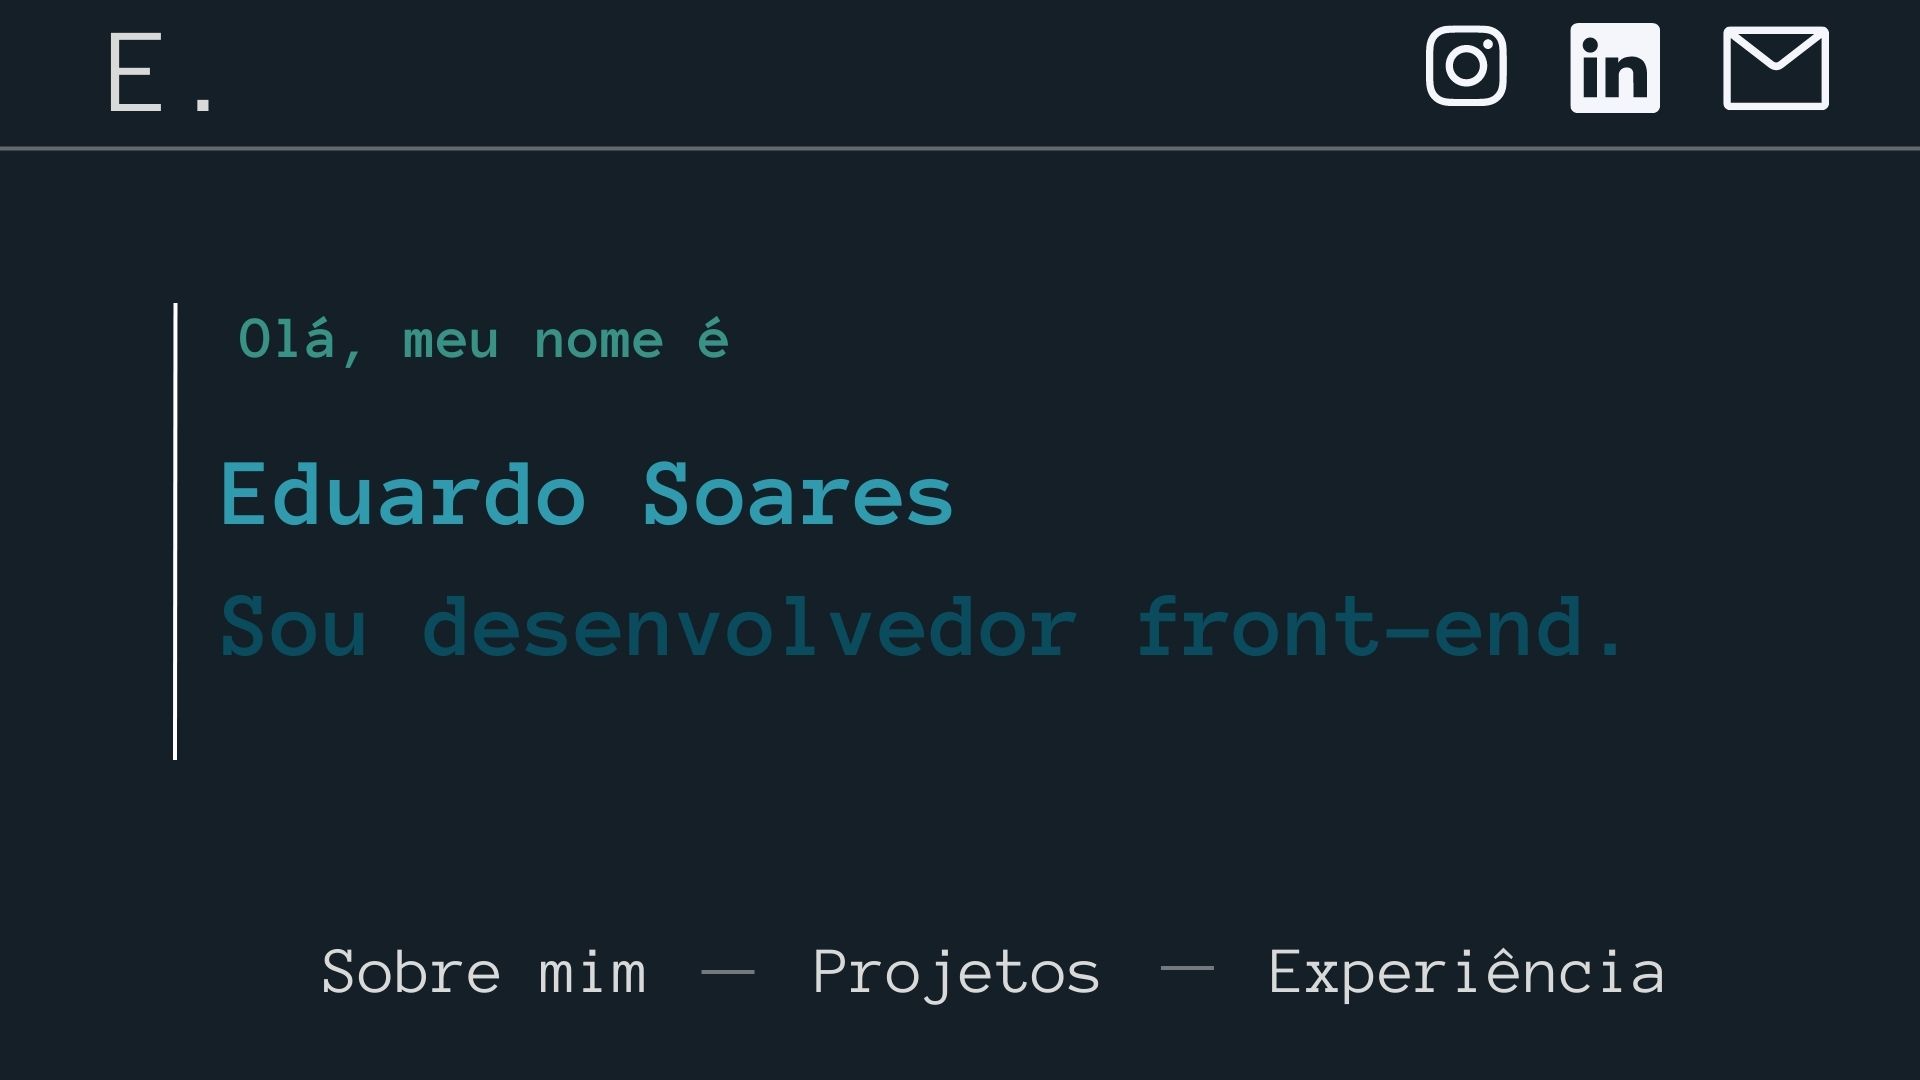 E.
in
Olá, meu nome é
Eduardo Soares
Sou desenvolvedor front-end.
Sobre mim — Projetos — Experiência